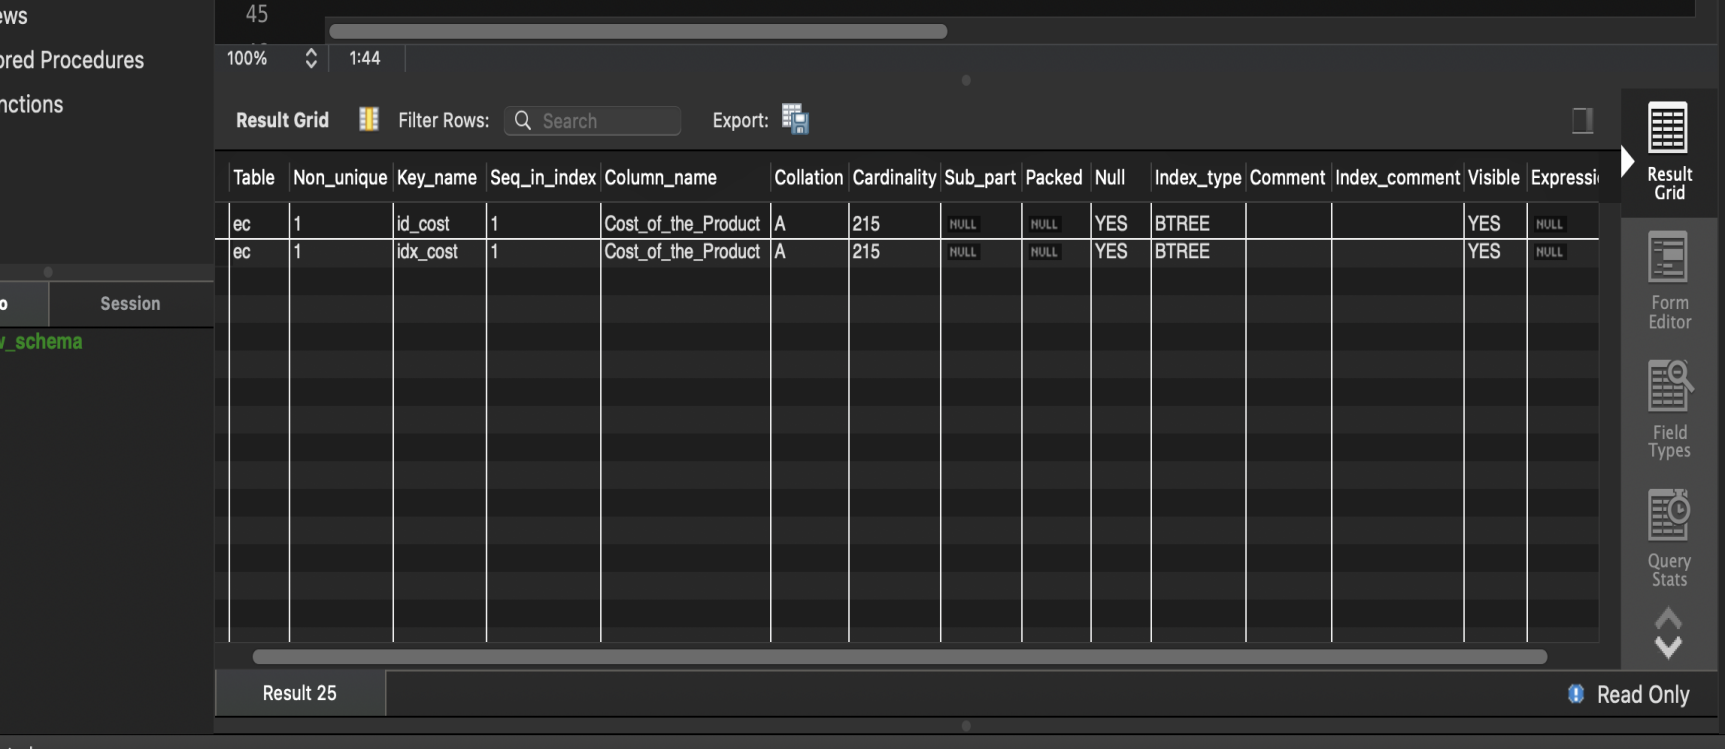 45
ews
100% 1:44
ored Procedures
nctions
Result Grid Filter Rows: Search Export:
Result
Grid
Table Non_unique Key_name Seq_in_index Column_name Collation Cardinality Sub_part Packed Null Index_type Comment Index_comment Visible Expressi
ec 1 id_cost 1 Cost_of_the_Product A 215 NULL NULL YES BTREE YES NULL
ec 1 idx_cost 1 Cost_of_the_Product A 215 NULL NULL YES BTREE YES NULL
Form
Editor
o Session
w_schema
Field
Types
Query
Stats
Result 25 Read Only